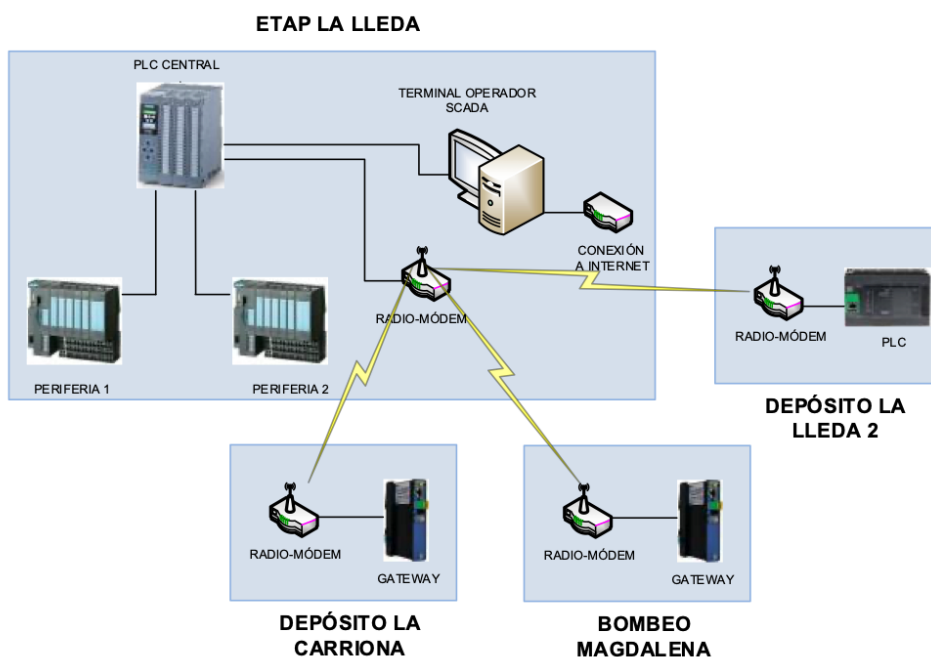 ETAP LA LLEDA
PLC CENTRAL
TERMINAL OPERADOR
SCADA
CONEXIÓN
A INTERNET
RADIO-MÓDEM
PERIFERIA 1
PERIFERIA 2
RADIO-MÓDEM
PLC
DEPÓSITO LA
LLEDA 2
RADIO-MÓDEM
GATEWAY
DEPÓSITO LA
CARRIONA
RADIO-MÓDEM
GATEWAY
BOMBEO
MAGDALENA